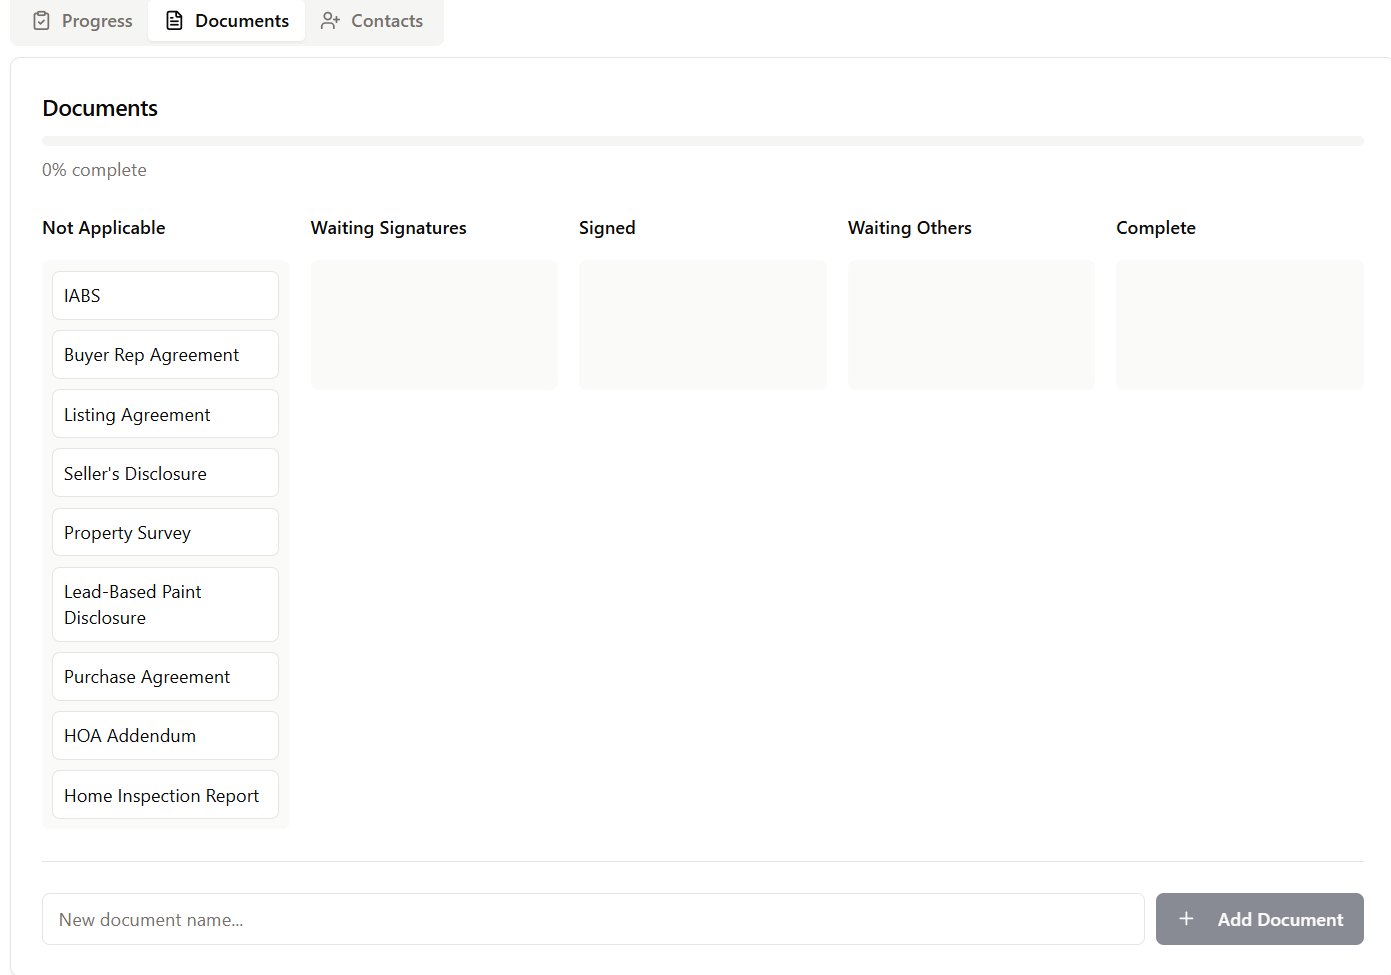 Progress
Documents
Contacts
Documents
0% complete
Not Applicable
Waiting Signatures
Signed
Waiting Others
Complete
IABS
Buyer Rep Agreement
Listing Agreement
Seller's Disclosure
Property Survey
Lead-Based Paint
Disclosure
Purchase Agreement
HOA Addendum
Home Inspection Report
New document name...
Add Document